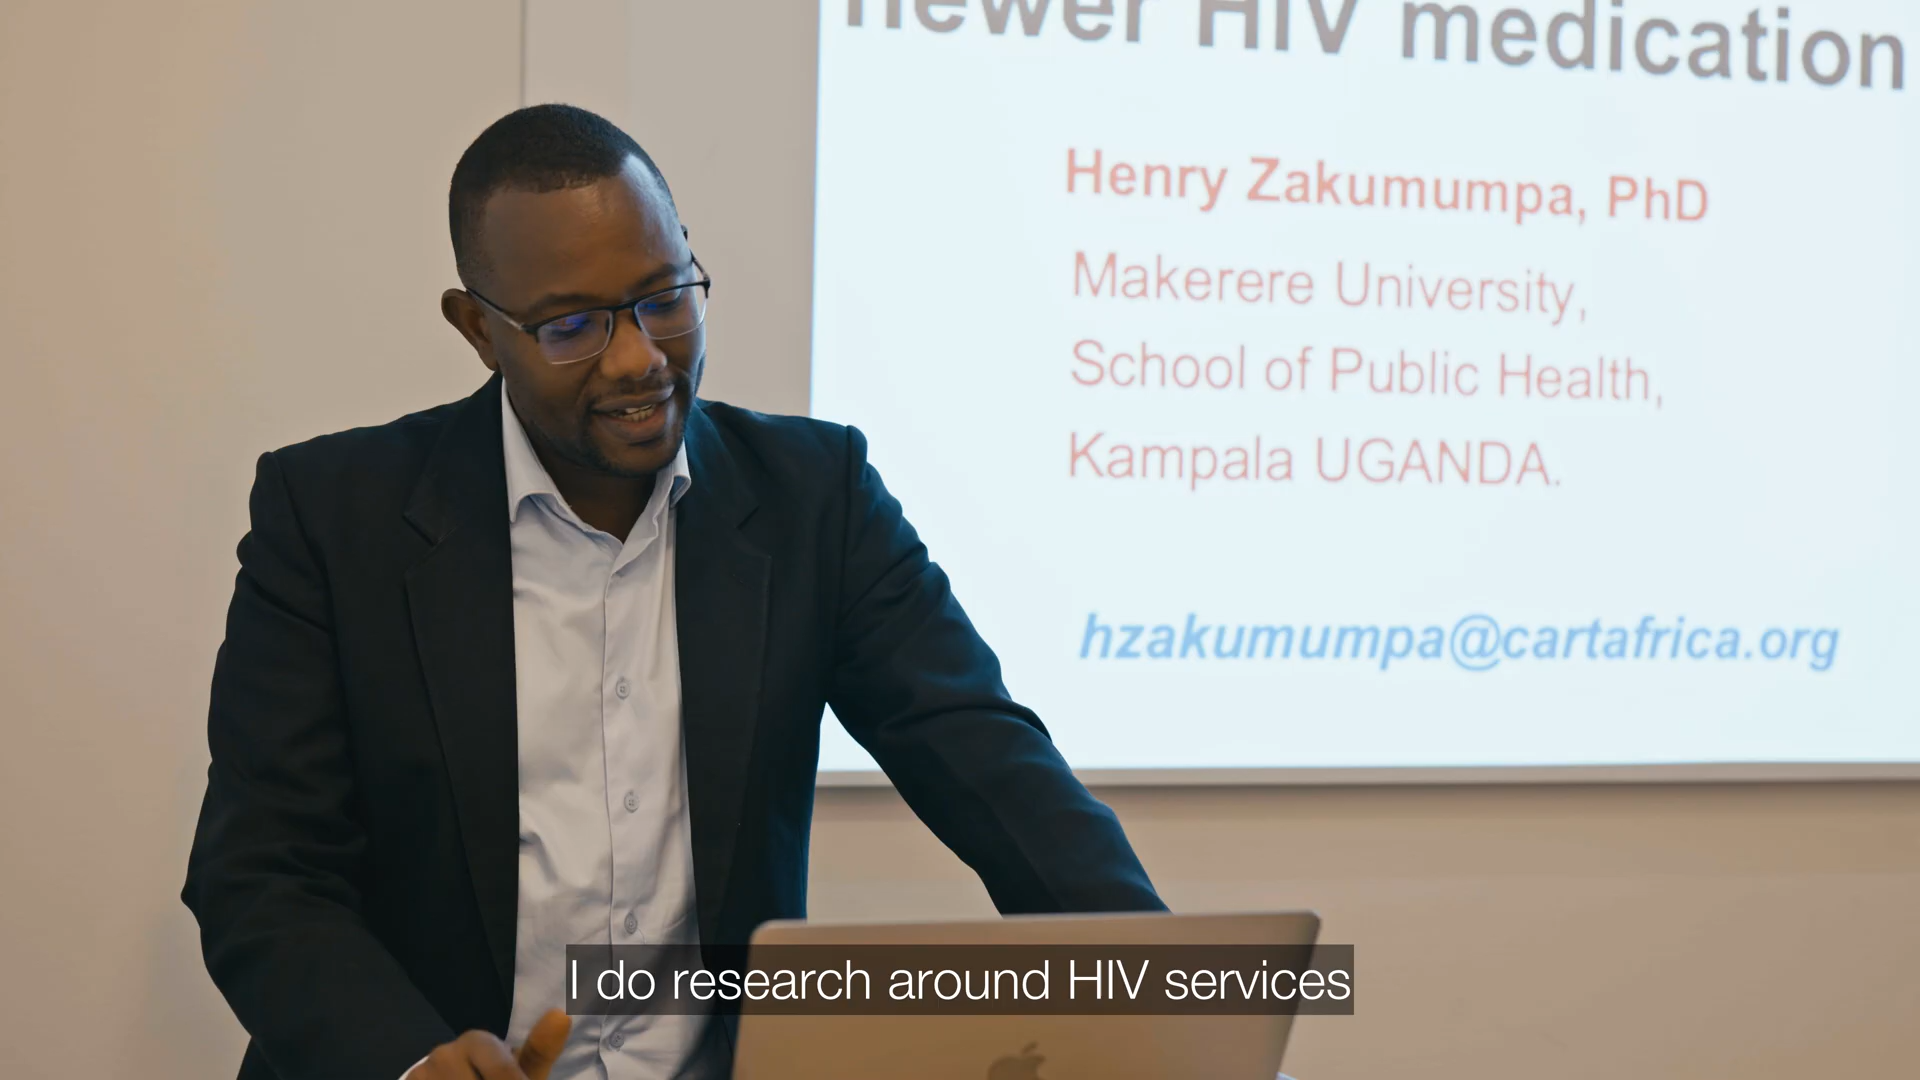 newer HIV medication
Henry Zakumumpa, PhD
Makerere University,
School of Public Health,
Kampala UGANDA.
hzakumumpa@cartafrica.org
I do research around HIV services